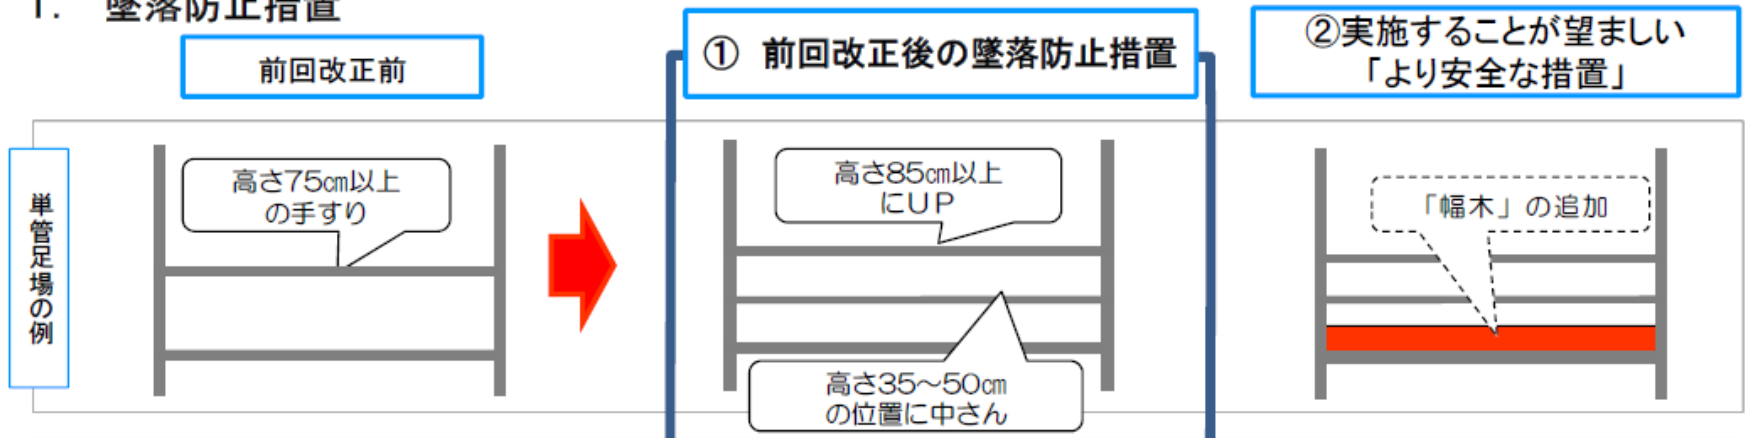 1. 墜落防止措置
前回改正前
① 前回改正後の墜落防止措置
②実施することが望ましい
「より安全な措置」
単管足場の例
高さ75㎝以上
の手すり
高さ85㎝以上
にＵＰ
高さ35～50㎝
の位置に中さん
「幅木」の追加